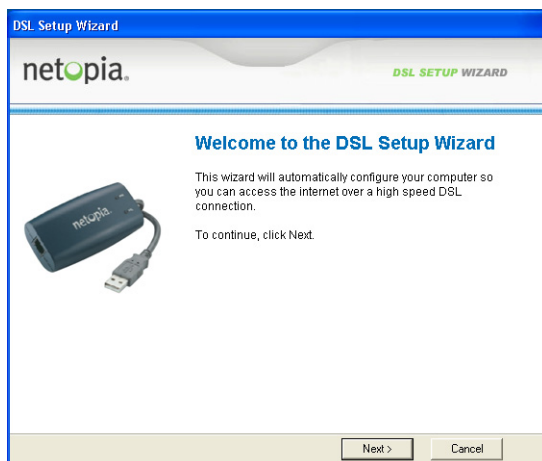 DSL Setup Wizard
netopia.
DSL SETUP WIZARD
Welcome to the DSL Setup Wizard
This wizard will automatically configure your computer so
you can access the internet over a high speed DSL
connection.
To continue, click Next.
netopia.
Next >
Cancel